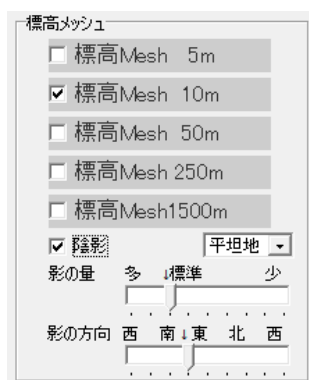 標高メッシュ
標高Mesh 5m
標高Mesh 10m
標高Mesh 50m
標高Mesh 250m
標高Mesh1500m
陰影 平坦地
影の量 多 ↓標準 少
影の方向 西 南↓東 北 西